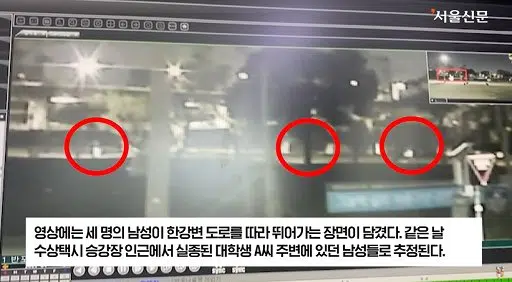 서울신문
영상에는 세 명의 남성이 한강변 도로를 따라 뛰어가는 장면이 담겼다. 같은 날
수상택시 승강장 인근에서 실종된 대학생 A씨 주변에 있던 남성들로 추정된다.
sync
sync